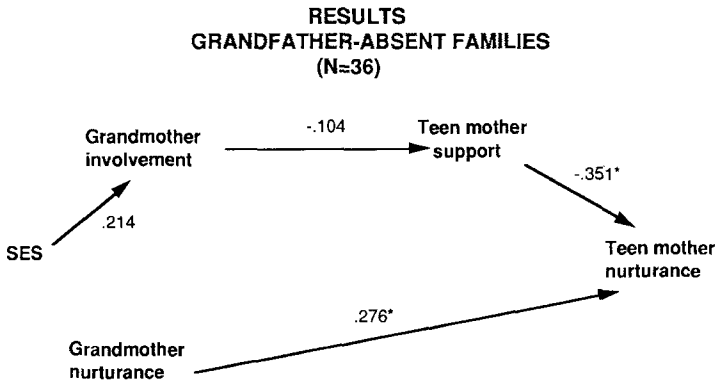 RESULTS
GRANDFATHER-ABSENT FAMILIES
(N=36)
Grandmother
involvement
-.104
Teen mother
support
-.351*
.214
SES
Teen mother
nurturance
.276*
Grandmother
nurturance